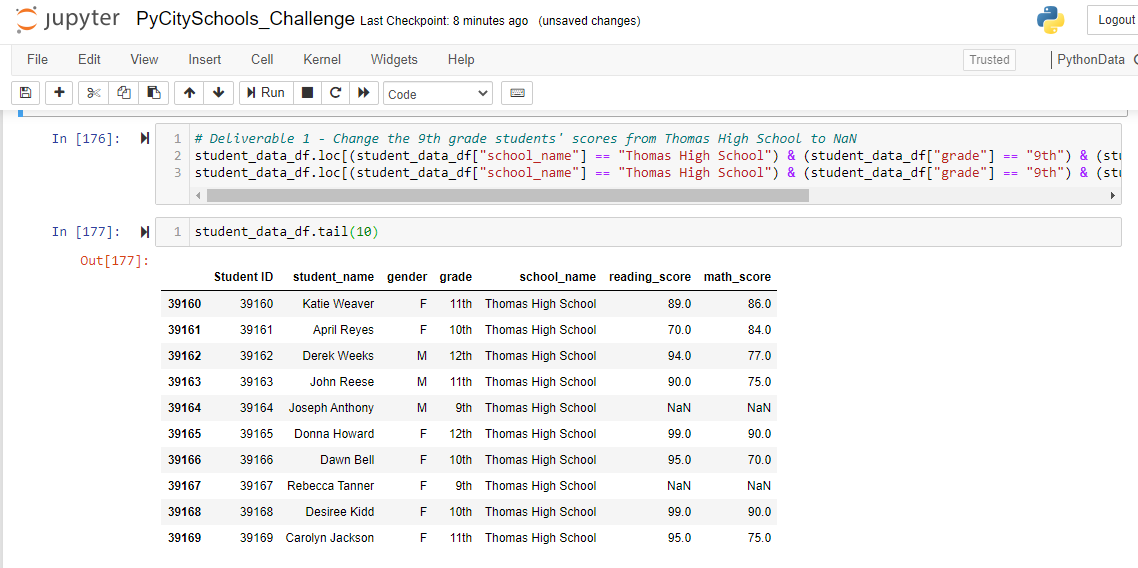 jupyter PyCitySchools_Challenge Last Checkpoint: 8 minutes ago (unsaved changes) Logout
File Edit View Insert Cell Kernel Widgets Help Trusted PythonData
Run Code
In [176]: 1 # Deliverable 1 - Change the 9th grade students' scores from Thomas High School to NaN
2 student_data_df.loc[(student_data_df["school_name"] == "Thomas High School") & (student_data_df["grade"] == "9th") &
3 student_data_df.loc[(student_data_df["school_name"] == "Thomas High School") & (student_data_df["grade"] == "9th") &
In [177]: 1 student_data_df.tail(10)
Out[177]:
Student ID student_name gender grade school_name reading_score math_score
39160 39160 Katie Weaver F 11th Thomas High School 89.0 86.0
39161 39161 April Reyes F 10th Thomas High School 70.0 84.0
39162 39162 Derek Weeks M 12th Thomas High School 94.0 77.0
39163 39163 John Reese M 11th Thomas High School 90.0 75.0
39164 39164 Joseph Anthony M 9th Thomas High School NaN NaN
39165 39165 Donna Howard F 12th Thomas High School 99.0 90.0
39166 39166 Dawn Bell F 10th Thomas High School 95.0 70.0
39167 39167 Rebecca Tanner F 9th Thomas High School NaN NaN
39168 39168 Desiree Kidd F 10th Thomas High School 99.0 90.0
39169 39169 Carolyn Jackson F 11th Thomas High School 95.0 75.0